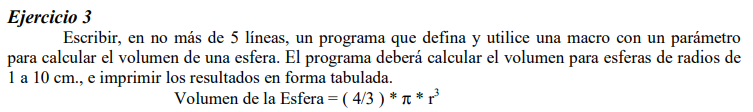 Ejercicio 3
Escribir, en no más de 5 líneas, un programa que defina y utilice una macro con un parámetro
para calcular el volumen de una esfera. El programa deberá calcular el volumen para esferas de radios de
1 a 10 cm., e imprimir los resultados en forma tabulada.
Volumen de la Esfera = ( 4/3 ) * π * r³